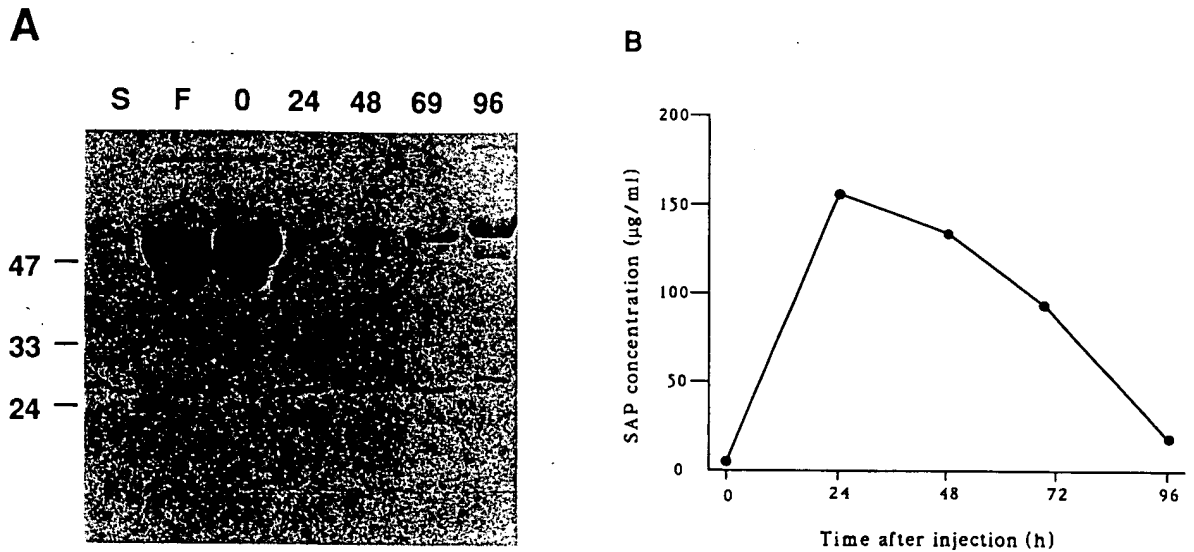 A
S F 0 24 48 69 96
47
33
24
B
SAP concentration (µg/ml)
200
150
100
50
0
0 24 48 72 96
Time after injection (h)